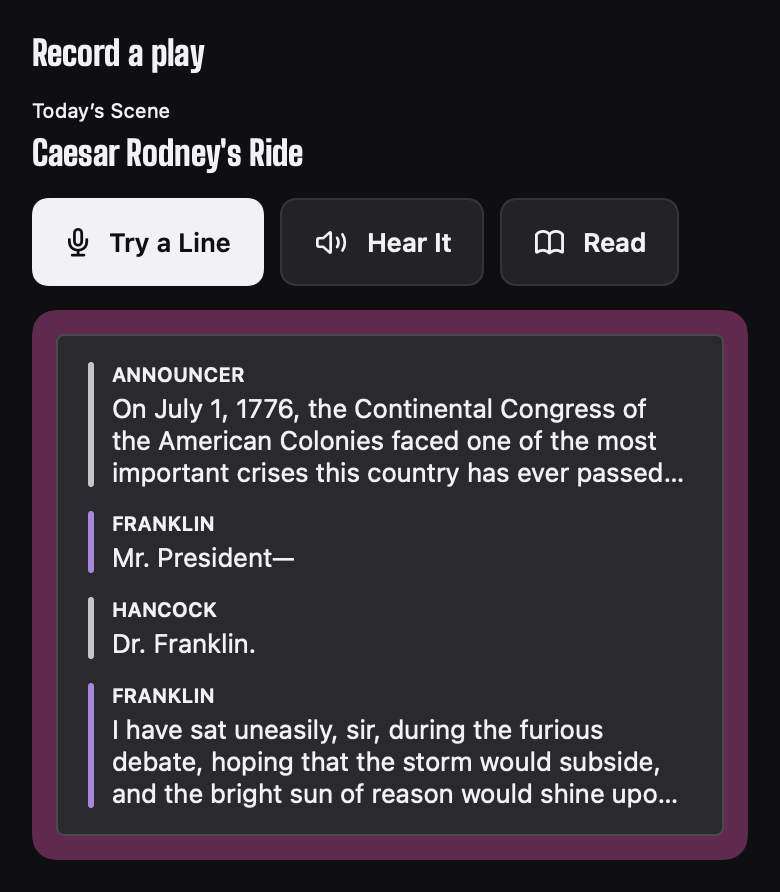 Record a play
Today’s Scene
Caesar Rodney's Ride
Try a Line
Hear It
Read
ANNOUNCER
On July 1, 1776, the Continental Congress of
the American Colonies faced one of the most
important crises this country has ever passed...
FRANKLIN
Mr. President—
HANCOCK
Dr. Franklin.
FRANKLIN
I have sat uneasily, sir, during the furious
debate, hoping that the storm would subside,
and the bright sun of reason would shine upo...